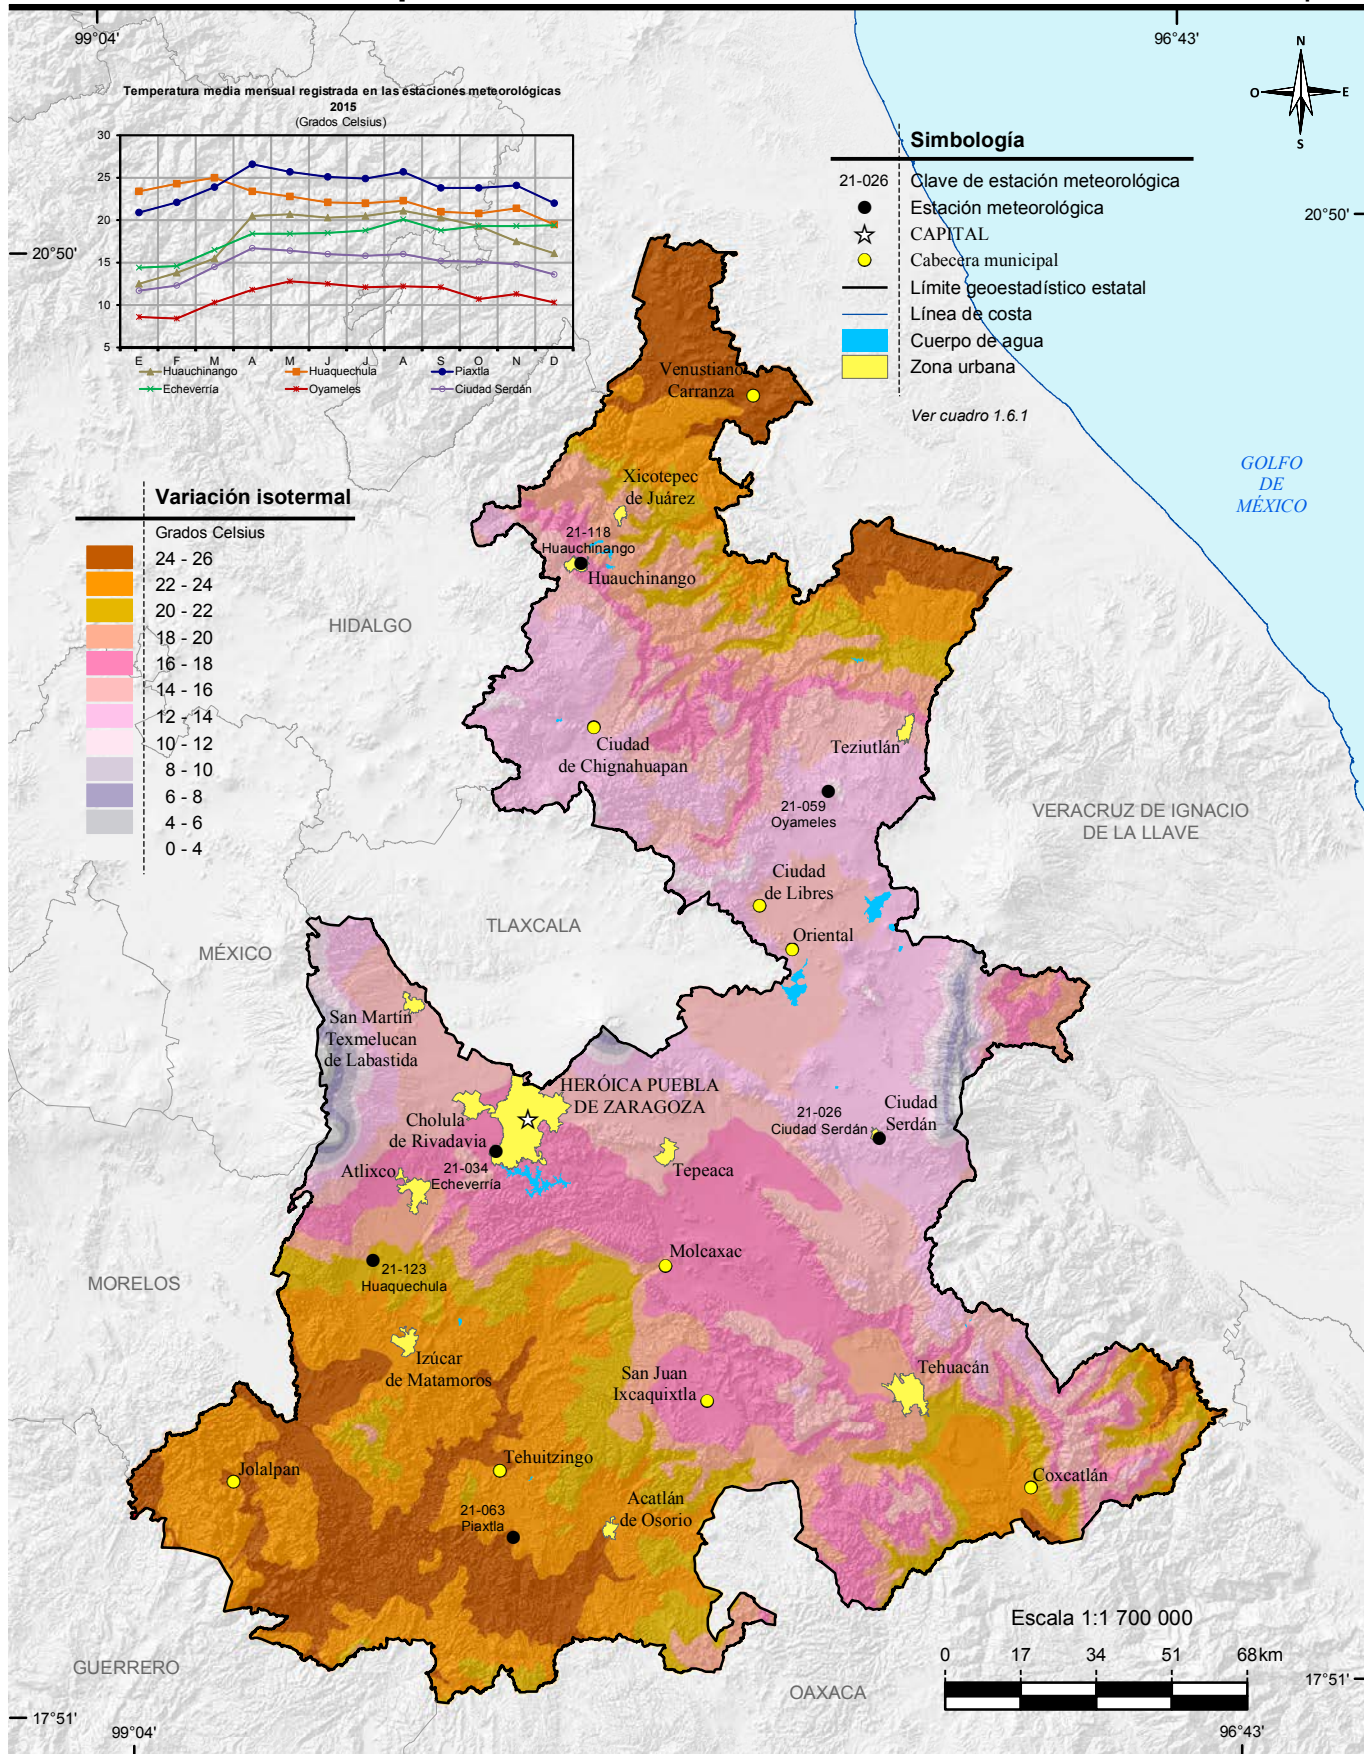 99°04'
96°43'
N
O
E
S
Temperatura media mensual registrada en las estaciones meteorológicas
2015
(Grados Celsius)
30
25
20
15
10
5
E F M A M J J A S O N D
Huauchinango Huaquechula Piaxtla
Echeverría Oyameles Ciudad Serdán
Simbología
21-026 Clave de estación meteorológica
Estación meteorológica
CAPITAL
Cabecera municipal
Límite geoestadístico estatal
Línea de costa
Cuerpo de agua
Zona urbana
Ver cuadro 1.6.1
20°50'
20°50'
GOLFO
DE
MÉXICO
Variación isotermal
Grados Celsius
24 - 26
22 - 24
20 - 22
18 - 20
16 - 18
14 - 16
12 - 14
10 - 12
8 - 10
6 - 8
4 - 6
0 - 4
Venustiano
Carranza
Xicotepec
de Juárez
21-118
Huauchinango
Huauchinango
HIDALGO
Ciudad
de Chignahuapan
Teziutlán
21-059
Oyameles
VERACRUZ DE IGNACIO
DE LA LLAVE
Ciudad
de Libres
Oriental
TLAXCALA
MÉXICO
San Martín
Texmelucan
de Labastida
HERÓICA PUEBLA
DE ZARAGOZA
Cholula
de Rivadavia
21-034
Echeverría
Atlixco
Tepeaca
21-026
Ciudad Serdán
Ciudad
Serdán
Molcaxac
21-123
Huaquechula
MORELOS
Izúcar
de Matamoros
San Juan
Ixcaquixtla
Tehuacán
Jolalpan
Tehuitzingo
Coxcatlán
21-063
Piaxtla
Acatlán
de Osorio
GUERRERO
OAXACA
Escala 1:1 700 000
0 17 34 51 68km
17°51'
17°51'
99°04'
96°43'